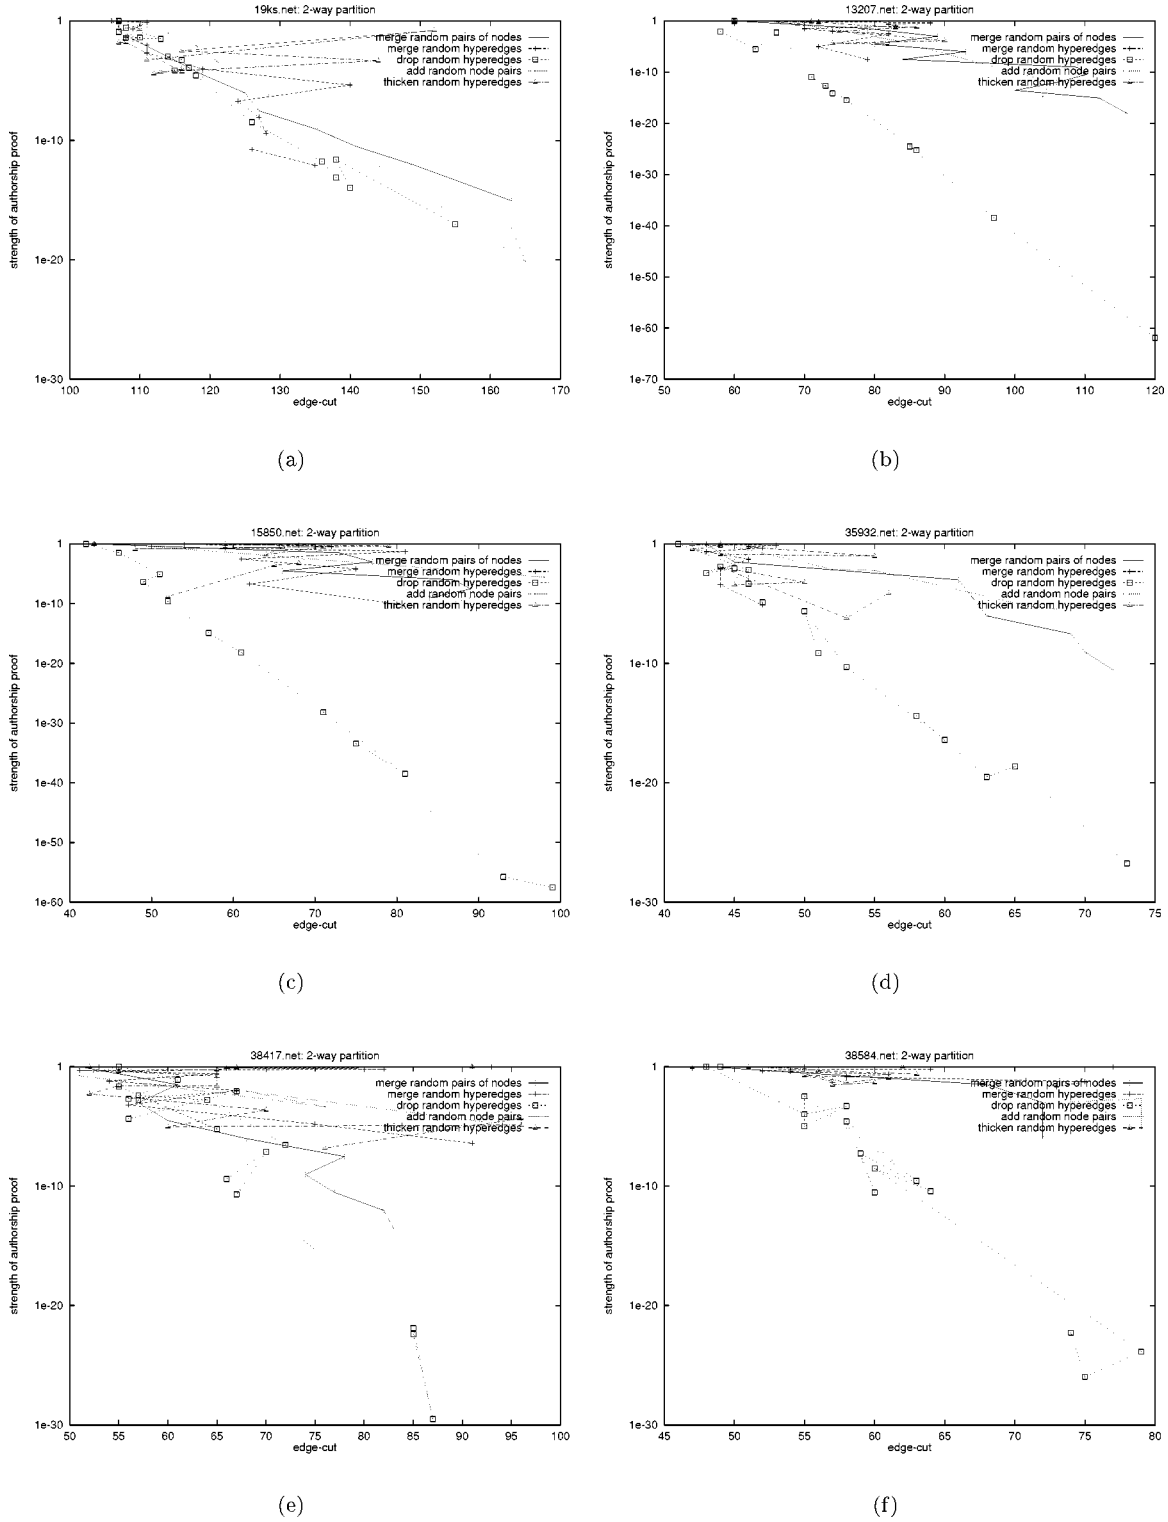 19ks.net: 2-way partition
1
1e-10
1e-20
1e-30
strength of authorship proof
merge random pairs of nodes
merge random hyperedges
drop random hyperedges
add random node pairs
thicken random hyperedges
100 110 120 130 140 150 160 170
edge-cut
(a)
13207.net: 2-way partition
1
1e-10
1e-20
1e-30
1e-40
1e-50
1e-60
1e-70
strength of authorship proof
merge random pairs of nodes
merge random hyperedges
drop random hyperedges
add random node pairs
thicken random hyperedges
50 60 70 80 90 100 110 120
edge-cut
(b)
15850.net: 2-way partition
1
1e-10
1e-20
1e-30
1e-40
1e-50
1e-60
strength of authorship proof
merge random pairs of nodes
merge random hyperedges
drop random hyperedges
add random node pairs
thicken random hyperedges
40 50 60 70 80 90 100
edge-cut
(c)
35932.net: 2-way partition
1
1e-10
1e-20
1e-30
strength of authorship proof
merge random pairs of nodes
merge random hyperedges
drop random hyperedges
add random node pairs
thicken random hyperedges
40 45 50 55 60 65 70 75
edge-cut
(d)
38417.net: 2-way partition
1
1e-10
1e-20
1e-30
strength of authorship proof
merge random pairs of nodes
merge random hyperedges
drop random hyperedges
add random node pairs
thicken random hyperedges
50 55 60 65 70 75 80 85 90 95 100
edge-cut
(e)
38584.net: 2-way partition
1
1e-10
1e-20
1e-30
strength of authorship proof
merge random pairs of nodes
merge random hyperedges
drop random hyperedges
add random node pairs
thicken random hyperedges
45 50 55 60 65 70 75 80
edge-cut
(f)